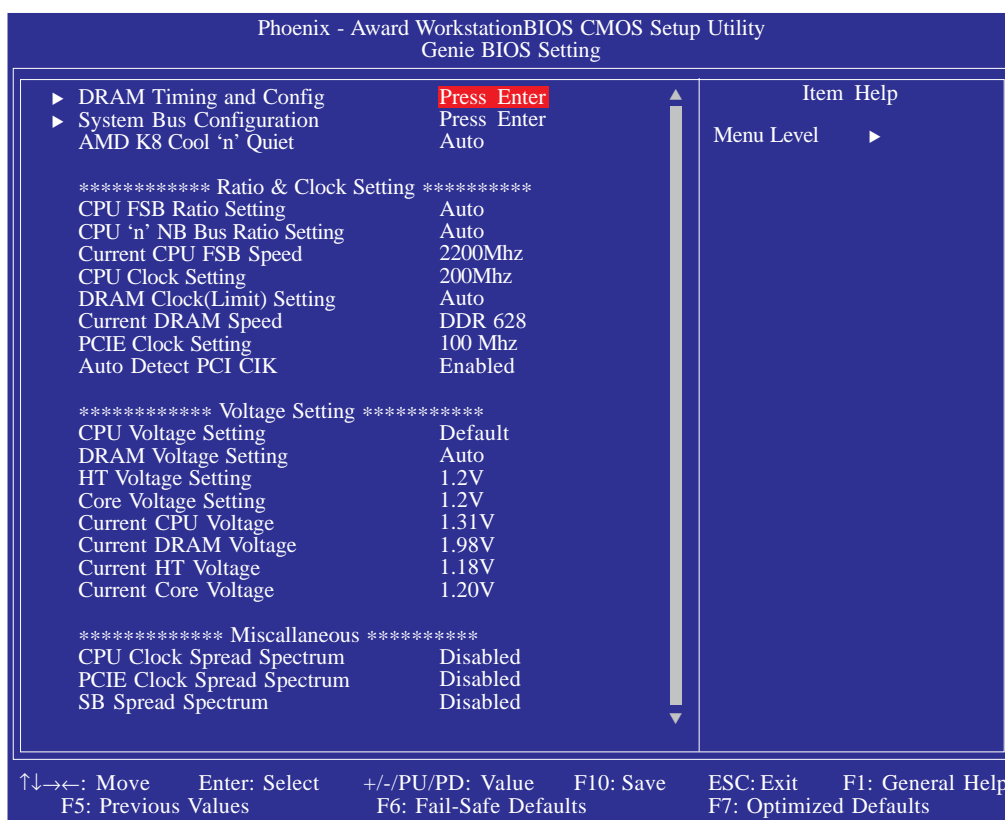 Phoenix - Award WorkstationBIOS CMOS Setup Utility
Genie BIOS Setting
▶ DRAM Timing and Config Press Enter
▶ System Bus Configuration Press Enter
AMD K8 Cool ‘n’ Quiet Auto
************ Ratio & Clock Setting **********
CPU FSB Ratio Setting Auto
CPU ‘n’ NB Bus Ratio Setting Auto
Current CPU FSB Speed 2200Mhz
CPU Clock Setting 200Mhz
DRAM Clock(Limit) Setting Auto
Current DRAM Speed DDR 628
PCIE Clock Setting 100 Mhz
Auto Detect PCI CIK Enabled
************ Voltage Setting ***********
CPU Voltage Setting Default
DRAM Voltage Setting Auto
HT Voltage Setting 1.2V
Core Voltage Setting 1.2V
Current CPU Voltage 1.31V
Current DRAM Voltage 1.98V
Current HT Voltage 1.18V
Current Core Voltage 1.20V
************* Miscallaneous **********
CPU Clock Spread Spectrum Disabled
PCIE Clock Spread Spectrum Disabled
SB Spread Spectrum Disabled
Item Help
Menu Level ▶
↑↓→←: Move Enter: Select +/-/PU/PD: Value F10: Save ESC: Exit F1: General Help
F5: Previous Values F6: Fail-Safe Defaults F7: Optimized Defaults